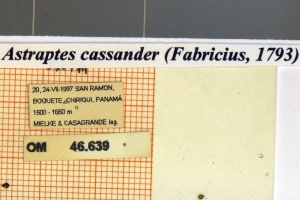 Astraptes cassander (Fabricius, 1793)
20, 24-VII-1997 SAN RAMON,
BOQUETE, CHIRIQUI, PANAMÁ
1500 - 1650 m
MIELKE & CASAGRANDE leg.
OM 46.639